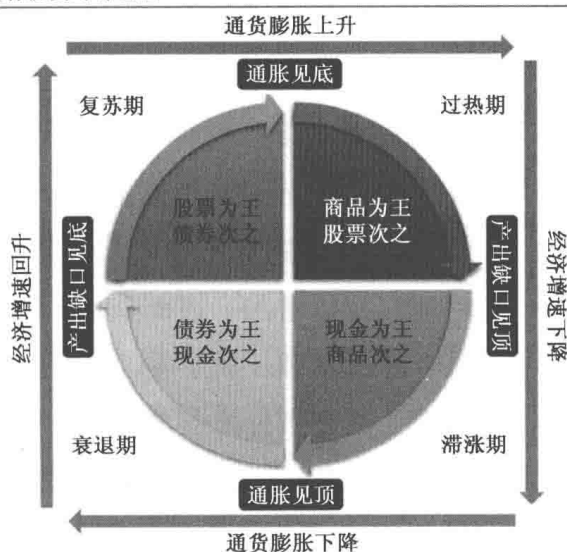 通货膨胀上升
通胀见底
复苏期
过热期
股票为王
债券次之
商品为王
股票次之
经济增速回升
产出缺口见底
产出缺口见顶
经济增速下降
债券为王
现金次之
现金为王
商品次之
衰退期
滞涨期
通胀见顶
通货膨胀下降